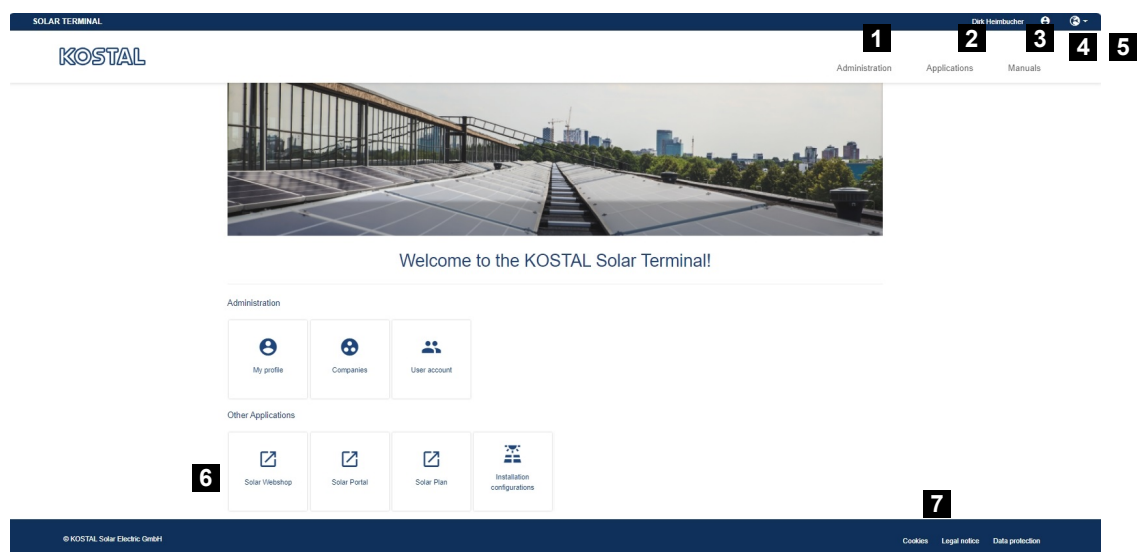 SOLAR TERMINAL
Dirk Heimbucher
1 2 3 4 5
KOSTAL
Administration Applications Manuals
Welcome to the KOSTAL Solar Terminal!
Administration
My profile Companies User account
Other Applications
6
Solar Webshop Solar Portal Solar Plan Installation
configurations
7
© KOSTAL Solar Electric GmbH Cookies Legal notice Data protection